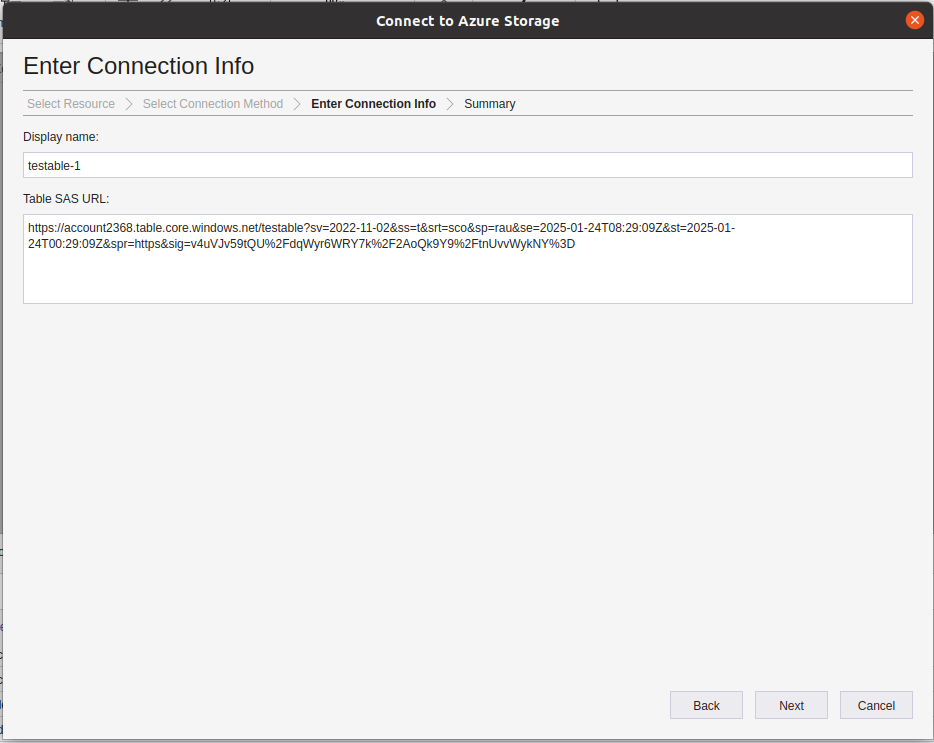 Connect to Azure Storage
Enter Connection Info
Select Resource
Select Connection Method
Enter Connection Info
Summary
Display name:
testable-1
Table SAS URL:
https://account2368.table.core.windows.net/testable?sv=2022-11-02&ss=t&srt=sco&sp=rau&se=2025-01-24T08:29:09Z&st=2025-01-
24T00:29:09Z&spr=https&sig=v4uVJv59tQU%2FdqWyr6WRY7k%2F2AoQk9Y9%2FtnUvvWykNY%3D
Back
Next
Cancel